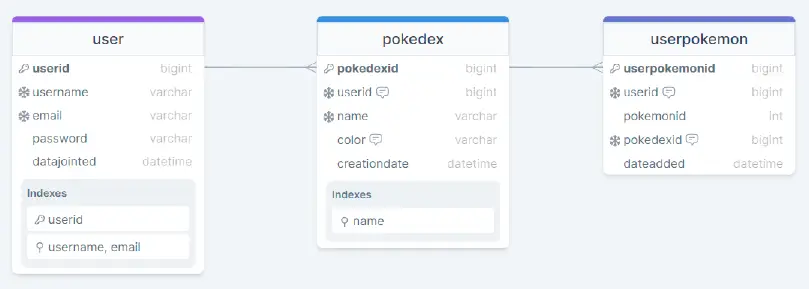 user
userid bigint
username varchar
email varchar
password varchar
datajointed datetime
Indexes
userid
username, email
pokedex
pokedexid bigint
userid bigint
name varchar
color varchar
creationdate datetime
Indexes
name
userpokemon
userpokemonid bigint
userid bigint
pokemonid int
pokedexid bigint
dateadded datetime